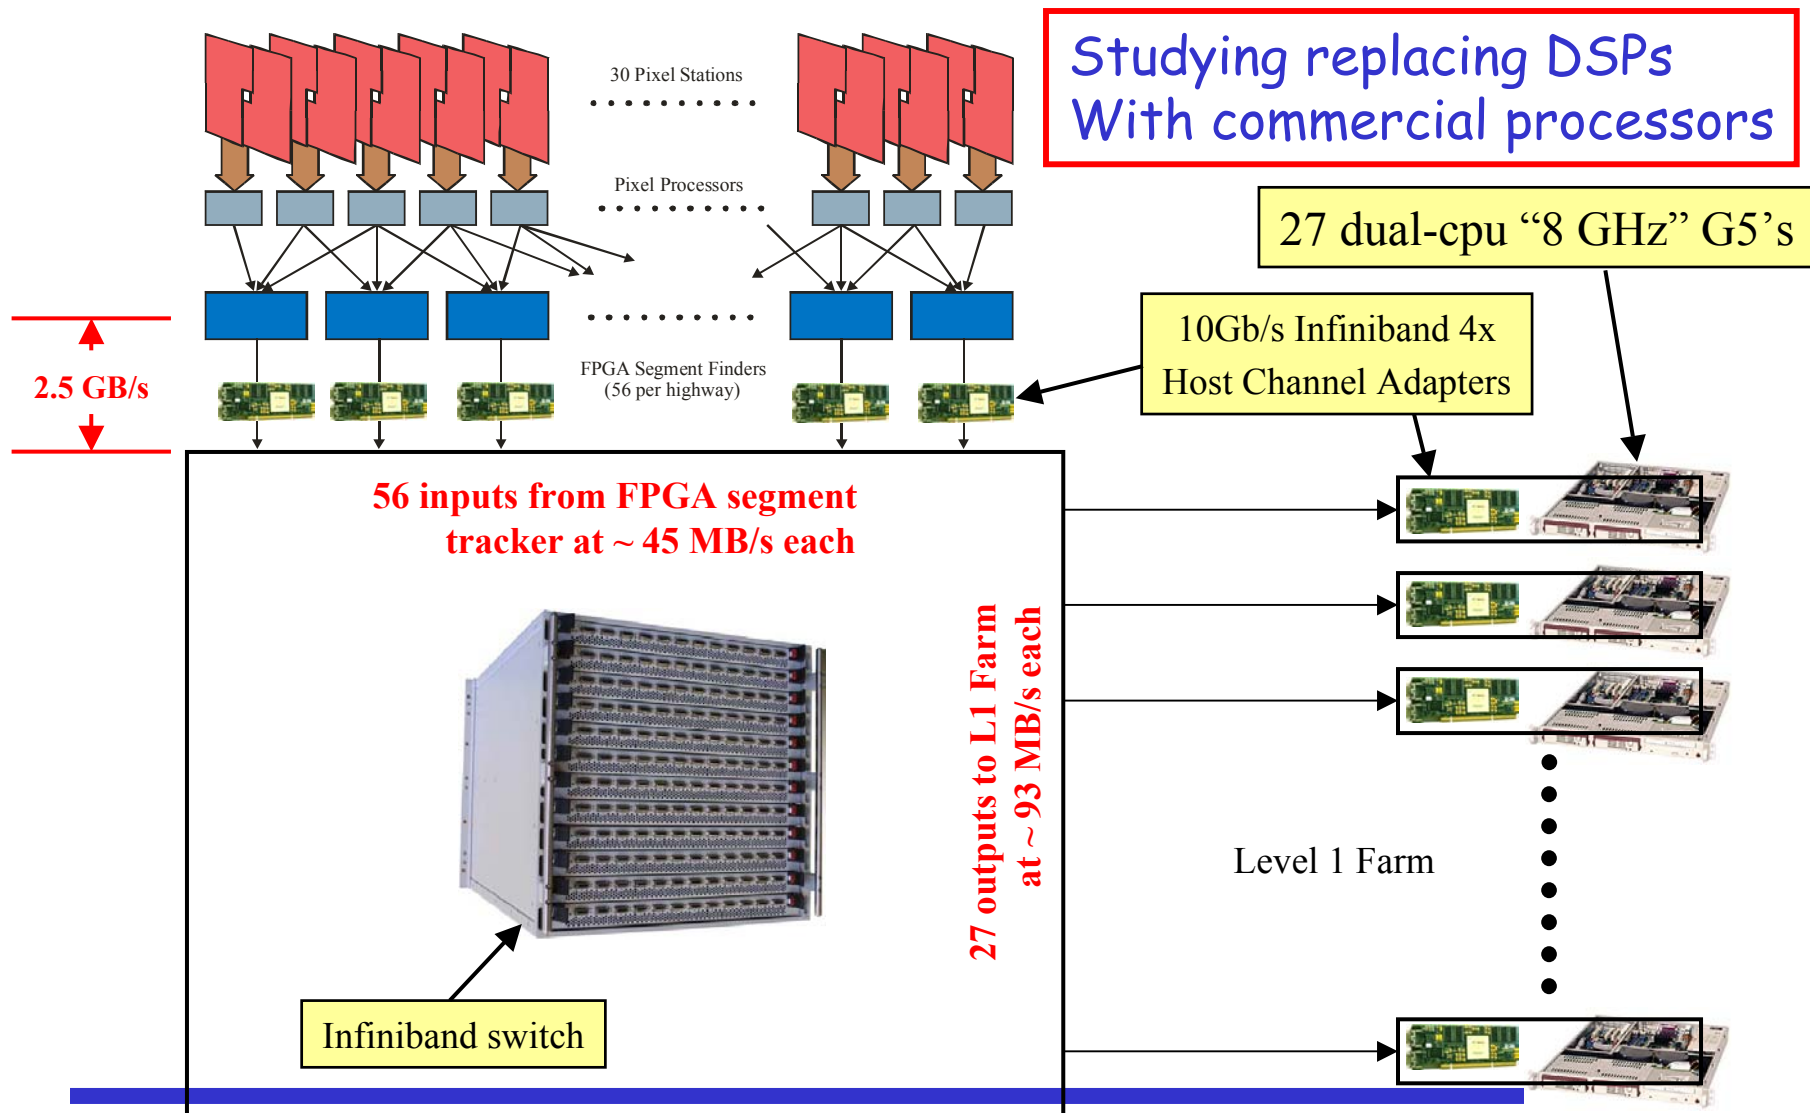 Studying replacing DSPs
With commercial processors
30 Pixel Stations
Pixel Processors
27 dual-cpu “8 GHz” G5’s
10Gb/s Infiniband 4x
Host Channel Adapters
2.5 GB/s
FPGA Segment Finders
(56 per highway)
56 inputs from FPGA segment
tracker at ~ 45 MB/s each
27 outputs to L1 Farm
at ~ 93 MB/s each
Level 1 Farm
Infiniband switch